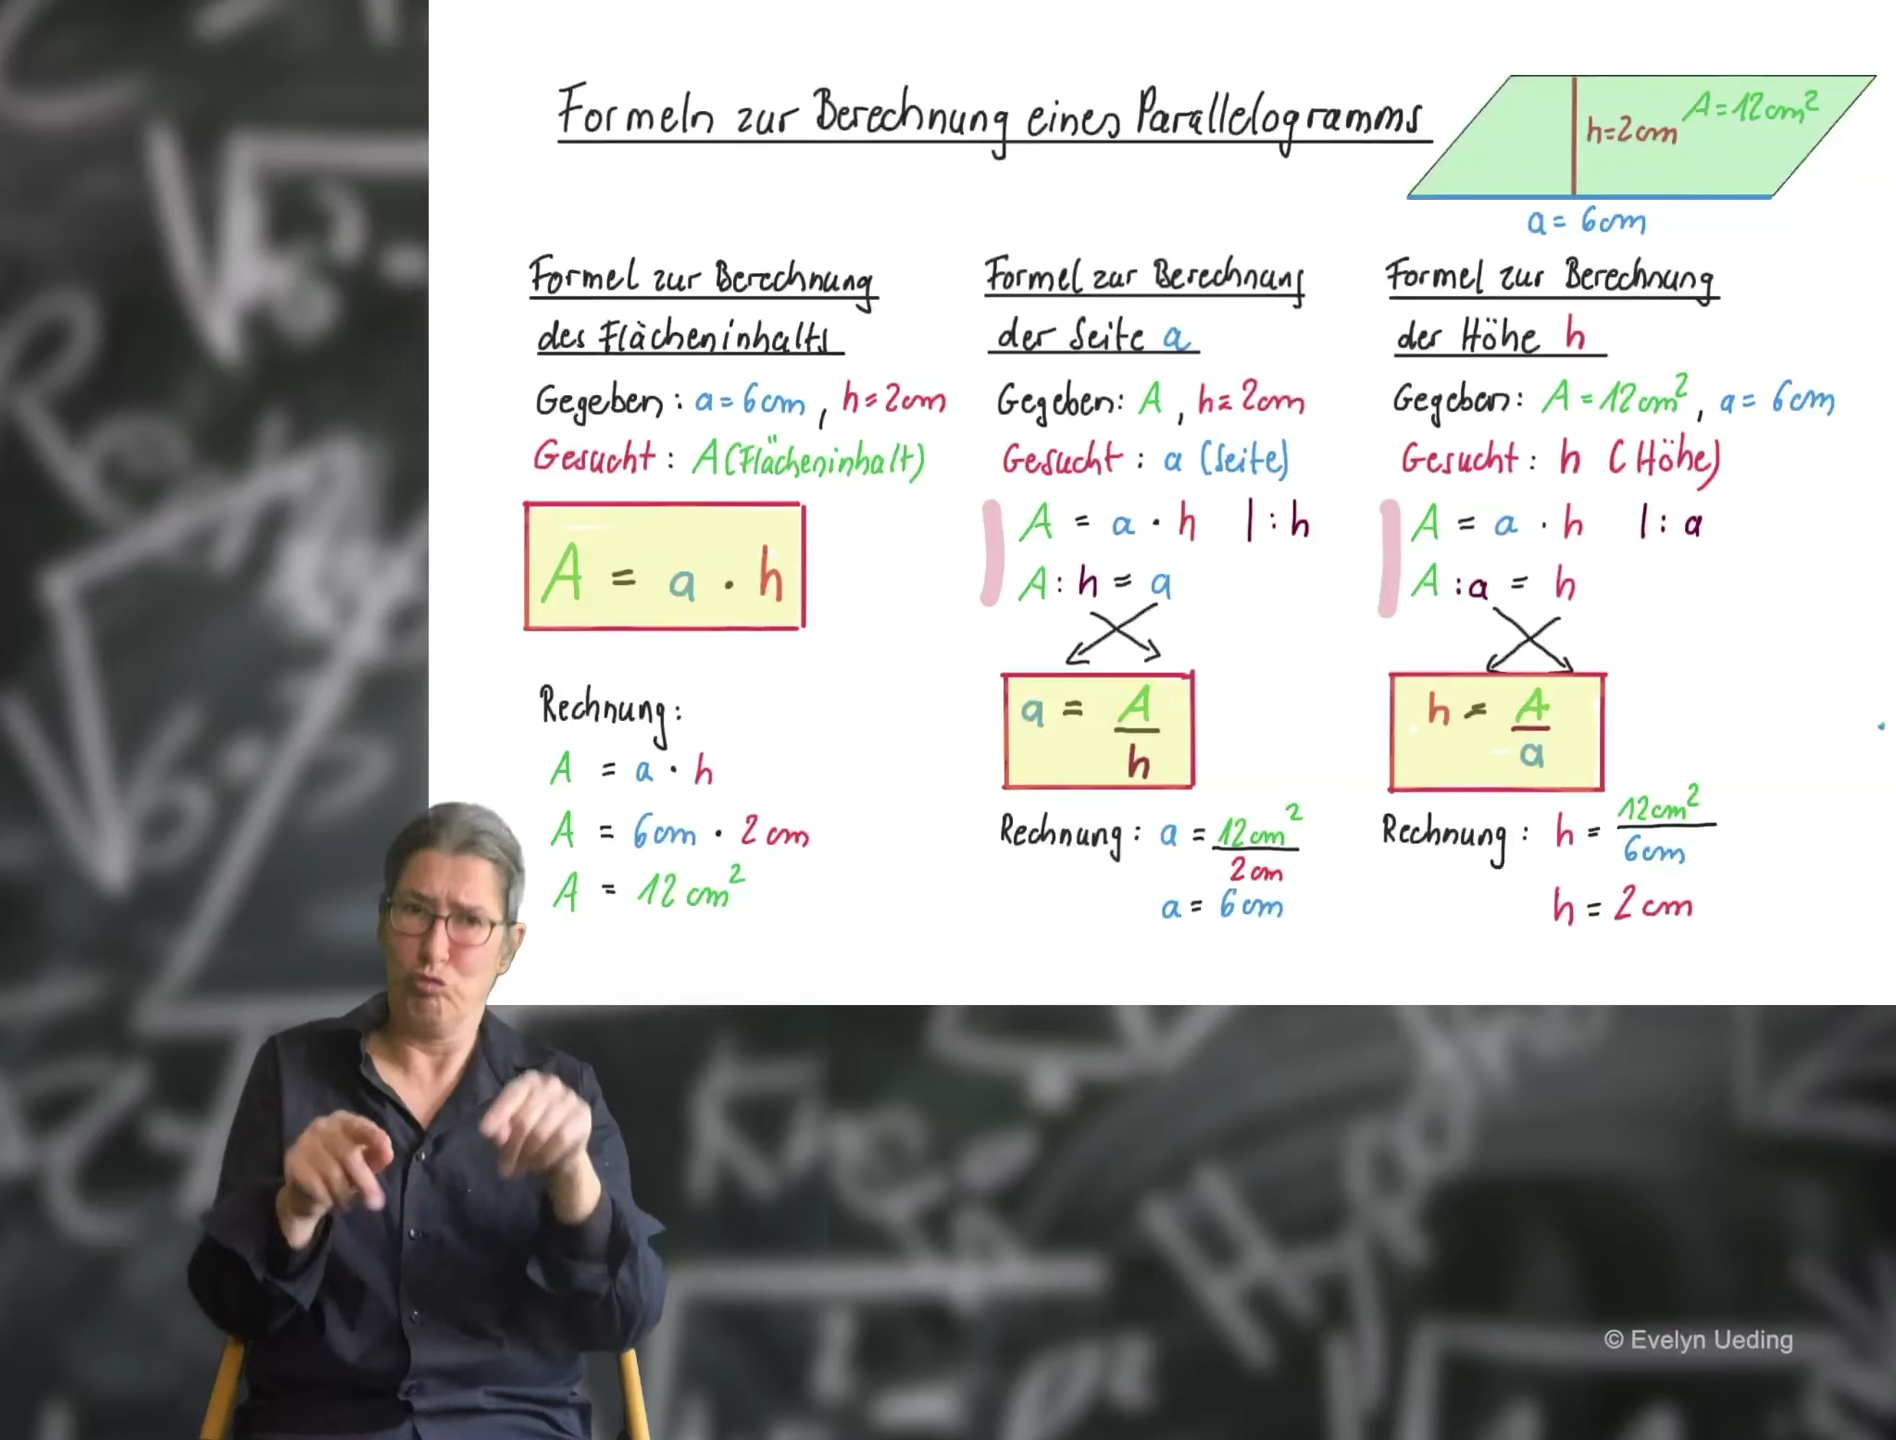 Formeln zur Berechnung eines Parallelogramms
h=2cm
A=12cm²
a= 6cm
Formel zur Berechnung
des Flächeninhalts
Gegeben: a=6cm, h=2cm
Gesucht: A(Flächeninhalt)
A = a · h
Rechnung:
A = a · h
A = 6cm · 2cm
A = 12cm²
Formel zur Berechnung
der Seite a
Gegeben: A, h=2cm
Gesucht: a (Seite)
A = a · h |:h
A:h = a
a = A/h
Rechnung: a = 12cm²/2cm
a= 6cm
Formel zur Berechnung
der Höhe h
Gegeben: A=12cm², a= 6cm
Gesucht: h (Höhe)
A = a · h |:a
A:a = h
h = A/a
Rechnung: h = 12cm²/6cm
h = 2cm
© Evelyn Ueding